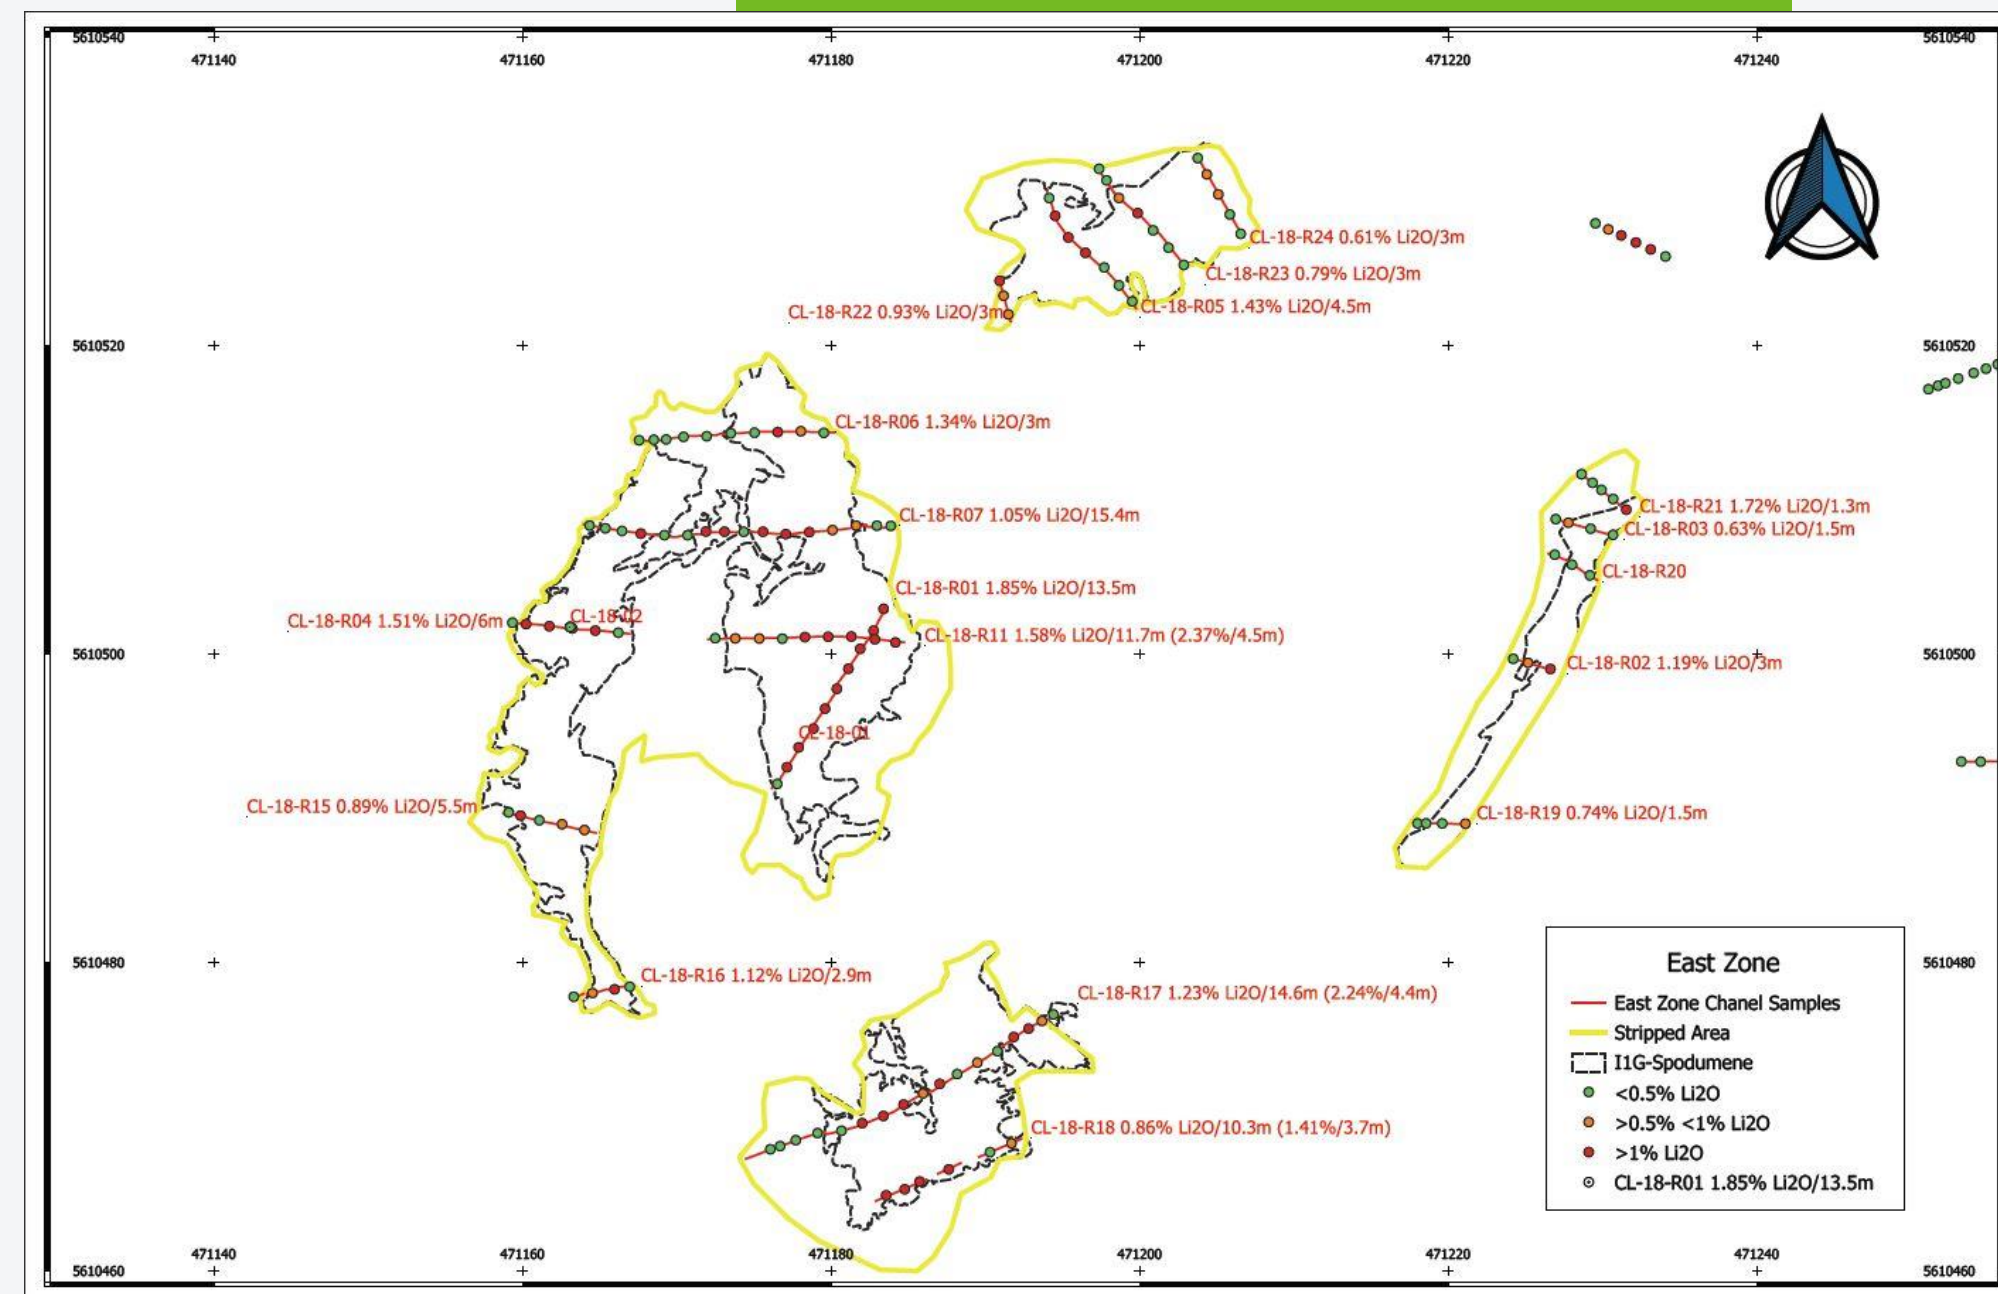 5610540
5610540
471140
471160
471180
471200
471220
471240
CL-18-R24 0.61% Li2O/3m
CL-18-R23 0.79% Li2O/3m
CL-18-R05 1.43% Li2O/4.5m
CL-18-R22 0.93% Li2O/3m
5610520
5610520
CL-18-R06 1.34% Li2O/3m
CL-18-R21 1.72% Li2O/1.3m
CL-18-R07 1.05% Li2O/15.4m
CL-18-R03 0.63% Li2O/1.5m
CL-18-R20
CL-18-R01 1.85% Li2O/13.5m
CL-18-R04 1.51% Li2O/6m
CL-18-02
CL-18-R11 1.58% Li2O/11.7m (2.37%/4.5m)
5610500
5610500
CL-18-R02 1.19% Li2O/3m
CL-18-01
CL-18-R15 0.89% Li2O/5.5m
CL-18-R19 0.74% Li2O/1.5m
5610480
5610480
CL-18-R16 1.12% Li2O/2.9m
CL-18-R17 1.23% Li2O/14.6m (2.24%/4.4m)
CL-18-R18 0.86% Li2O/10.3m (1.41%/3.7m)
East Zone
East Zone Chanel Samples
Stripped Area
I1G-Spodumene
<0.5% Li2O
>0.5% <1% Li2O
>1% Li2O
CL-18-R01 1.85% Li2O/13.5m
471140
471160
471180
471200
471220
471240
5610460
5610460